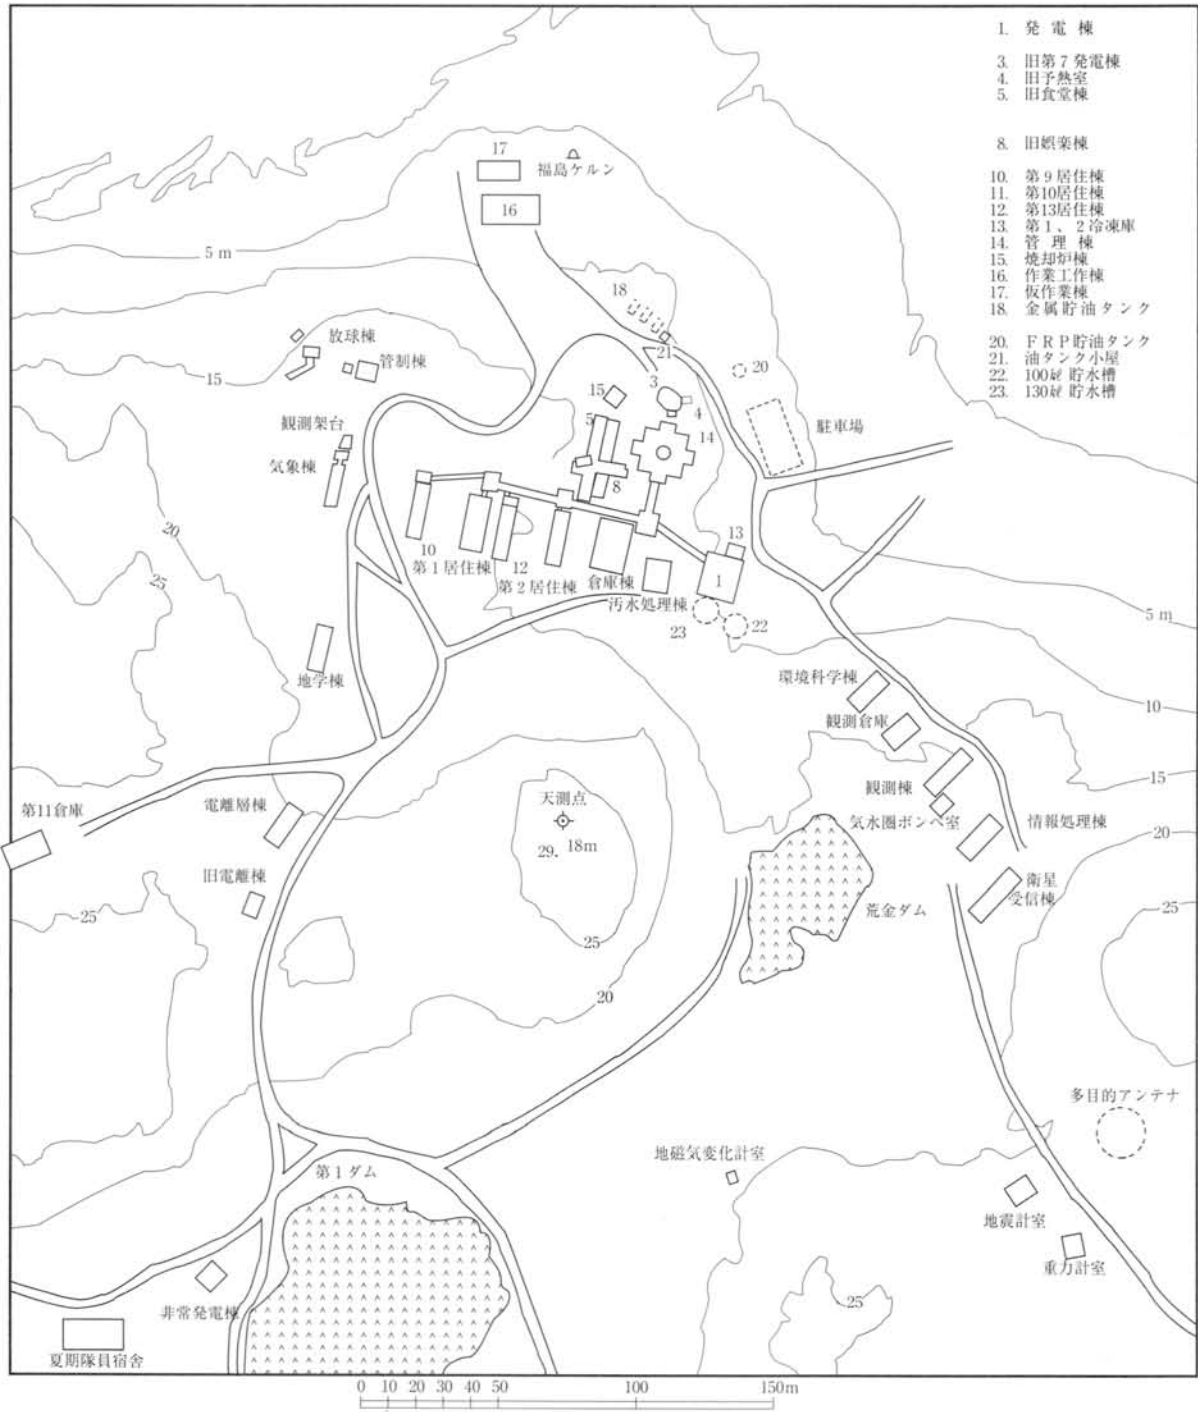 1. 発電棟
3. 旧第7発電棟
4. 旧予熱室
5. 旧食堂棟
8. 旧娯楽棟
10. 第9居住棟
11. 第10居住棟
12. 第13居住棟
13. 第1、2冷凍庫
14. 管理棟
15. 焼却炉棟
16. 作業工作棟
17. 仮作業棟
18. 金属貯油タンク
20. FRP貯油タンク
21. 油タンク小屋
22. 100㎘貯水槽
23. 130㎘貯水槽
17
福島ケルン
16
5m
18
放球棟
21
管制棟
20
15
3
15
4
5
観測架台
14
駐車場
気象棟
8
20
13
10
第1居住棟
12
25
第2居住棟
倉庫棟
1
汚水処理棟
5m
23
22
地学棟
環境科学棟
10
観測倉庫
15
観測棟
天測点
第11倉庫
電離層棟
気水圏ボンベ室
情報処理棟
20
29.18m
旧電離棟
衛星
受信棟
25
荒金ダム
25
25
20
多目的アンテナ
地磁気変化計室
第1ダム
地震計室
重力計室
25
非常発電棟
夏期隊員宿舎
0 10 20 30 40 50 100 150m